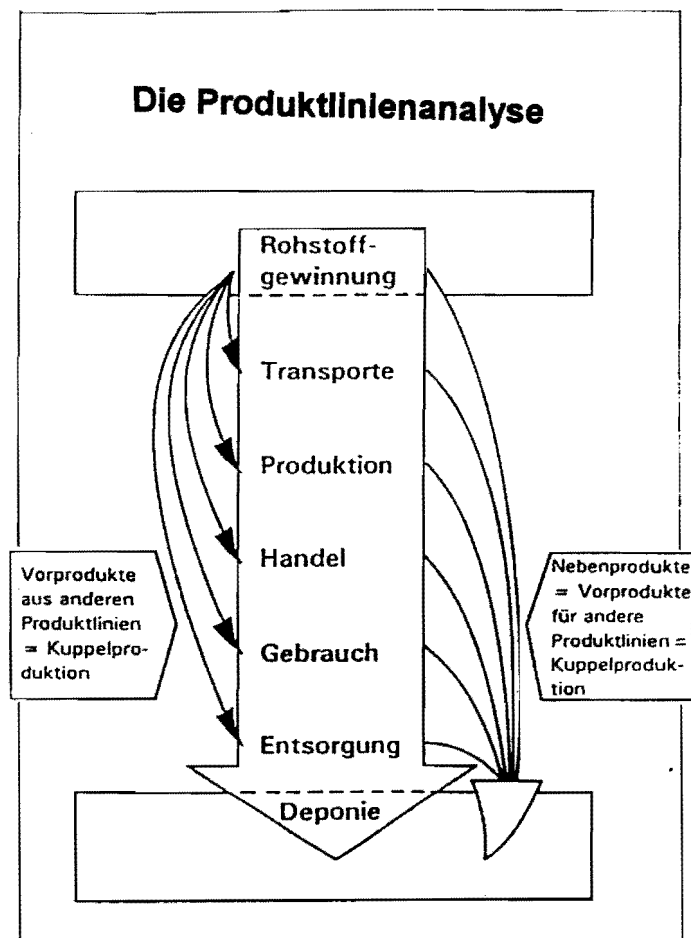 Die Produktlinienanalyse
Rohstoff-
gewinnung
Transporte
Produktion
Handel
Vorprodukte
aus anderen
Produktlinien
= Kuppelpro-
duktion
Nebenprodukte
= Vorprodukte
für andere
Produktlinien =
Kuppelproduk-
tion
Gebrauch
Entsorgung
Deponie